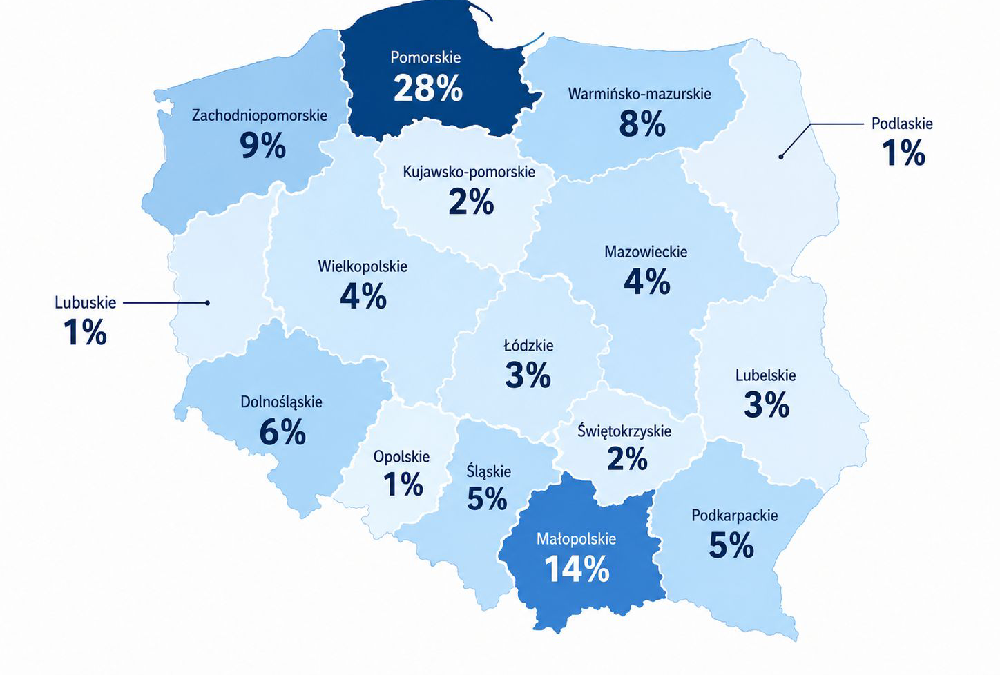 Pomorskie
28%
Warmińsko-mazurskie
8%
Zachodniopomorskie
9%
Podlaskie
1%
Kujawsko-pomorskie
2%
Mazowieckie
4%
Wielkopolskie
4%
Lubuskie
1%
Łódzkie
3%
Lubelskie
3%
Dolnośląskie
6%
Świętokrzyskie
2%
Opolskie
1%
Śląskie
5%
Podkarpackie
5%
Małopolskie
14%